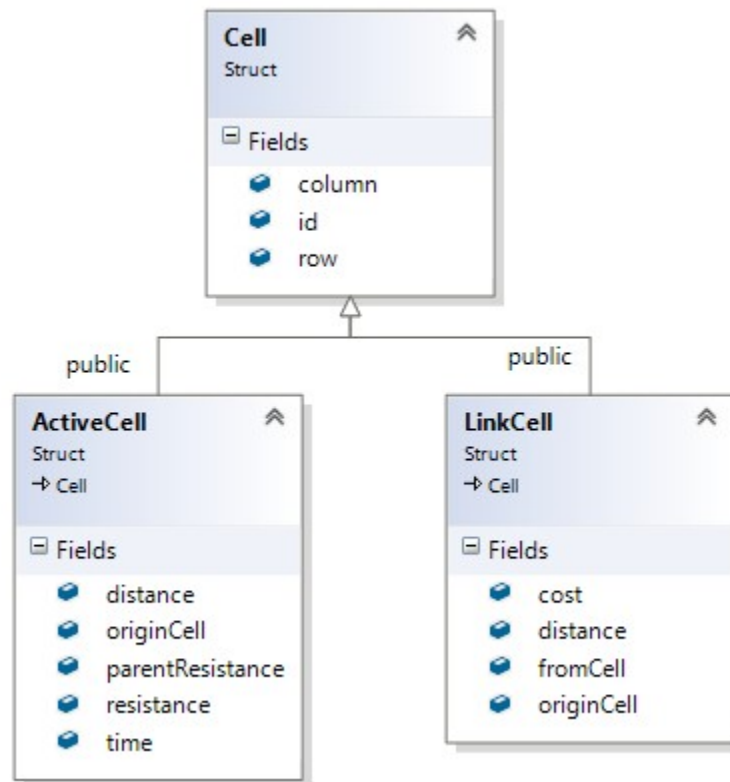 Cell
Struct
Fields
column
id
row
public
public
ActiveCell
Struct
Cell
Fields
distance
originCell
parentResistance
resistance
time
LinkCell
Struct
Cell
Fields
cost
distance
fromCell
originCell